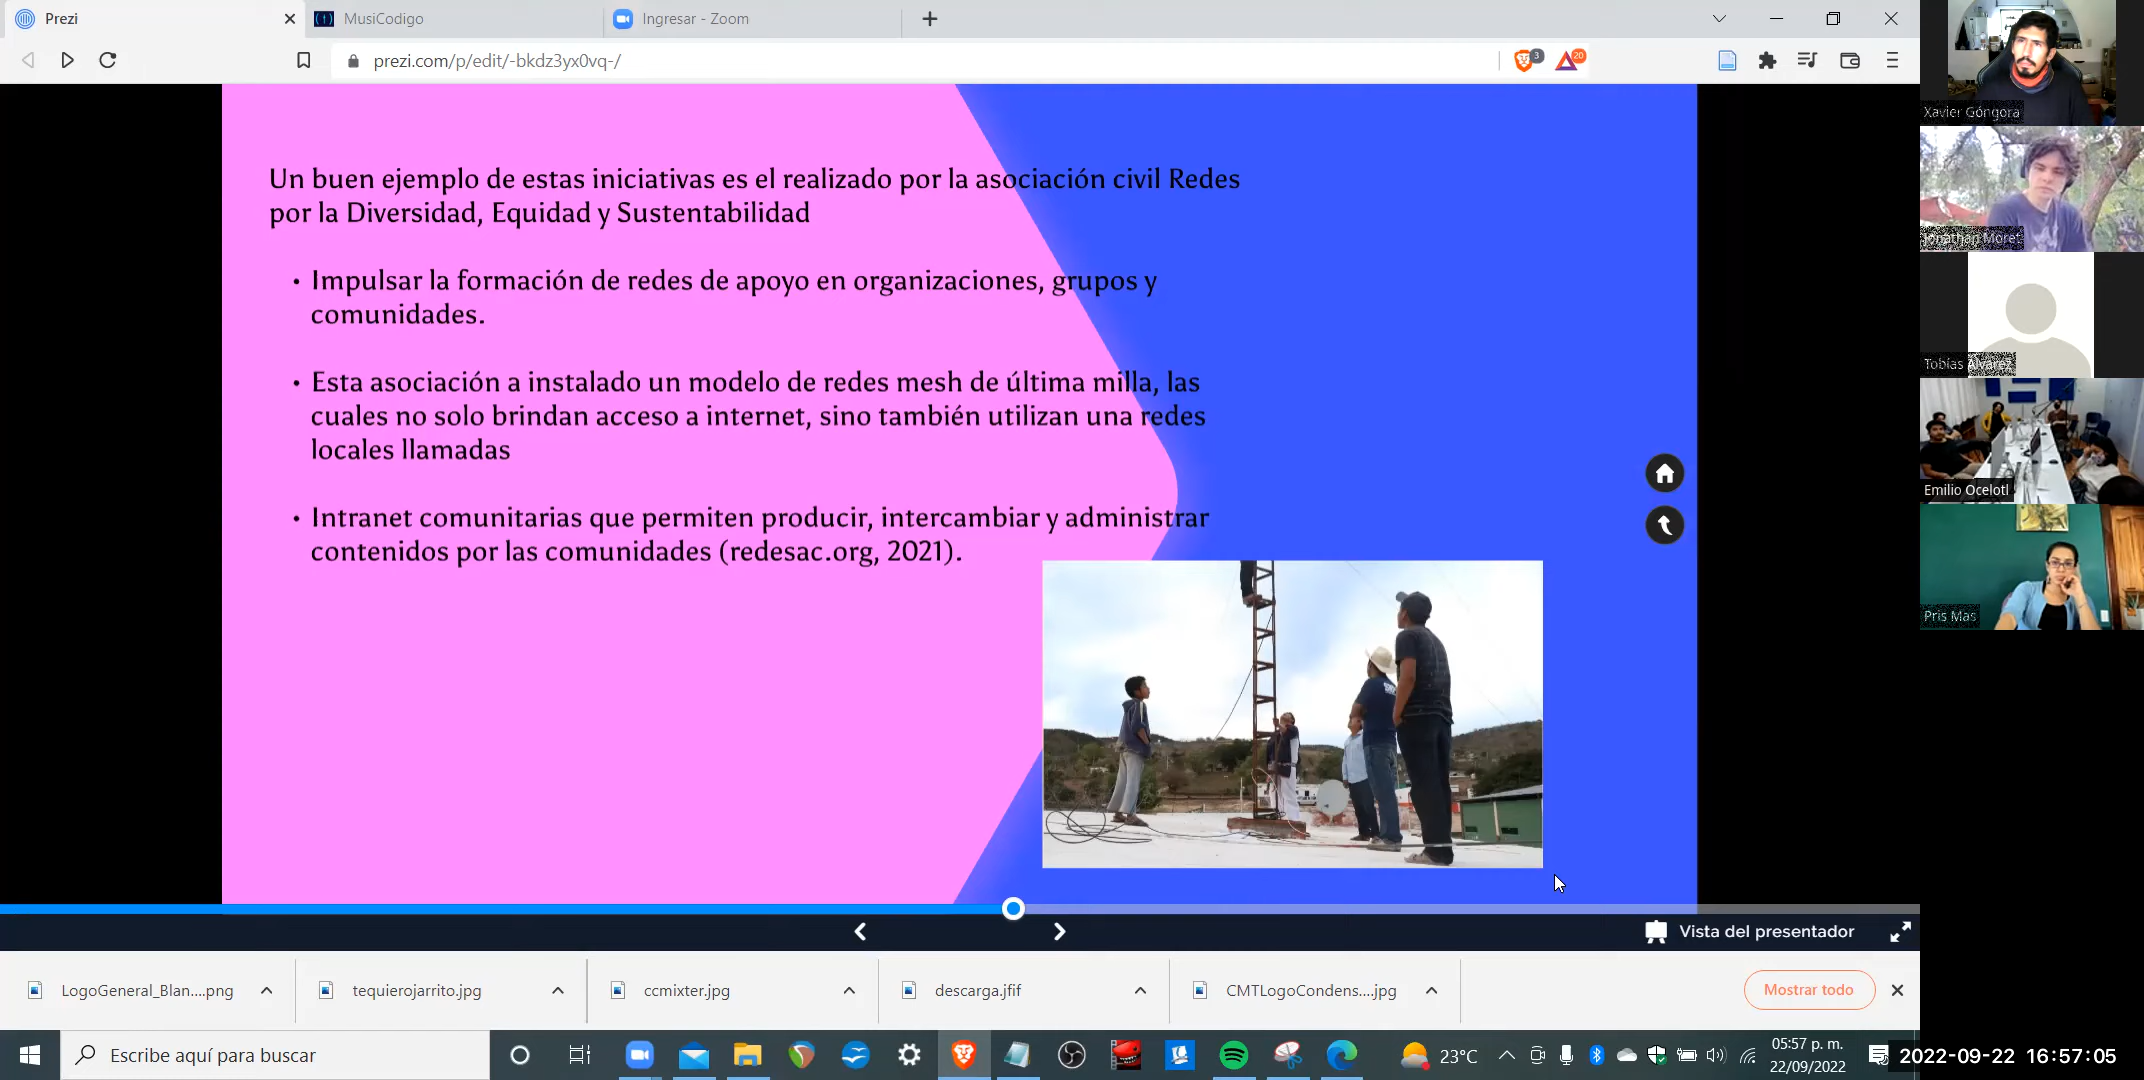 Prezi
MusiCodigo
Ingresar - Zoom
prezi.com/p/edit/-bkdz3yx0vq-/
3
20
Un buen ejemplo de estas iniciativas es el realizado por la asociación civil Redes
por la Diversidad, Equidad y Sustentabilidad
• Impulsar la formación de redes de apoyo en organizaciones, grupos y
comunidades.
• Esta asociación a instalado un modelo de redes mesh de última milla, las
cuales no solo brindan acceso a internet, sino también utilizan una redes
locales llamadas
• Intranet comunitarias que permiten producir, intercambiar y administrar
contenidos por las comunidades (redesac.org, 2021).
Xavier Góngora
Jonathan Moret
Tobías Álvarez
Emilio Ocelotl
Pris Mas
Vista del presentador
LogoGeneral_Blan....png
tequierojarrito.jpg
ccmixter.jpg
descarga.jfif
CMTLogoCondens....jpg
Mostrar todo
Escribe aquí para buscar
23°C
05:57 p. m.
22/09/2022
2022-09-22 16:57:05